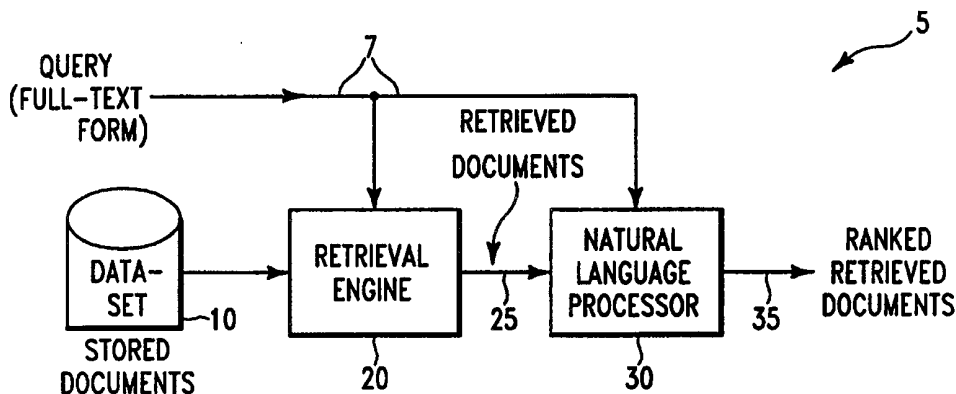 5
7
QUERY
(FULL-TEXT
FORM)
RETRIEVED
DOCUMENTS
DATA-
SET
10
STORED
DOCUMENTS
RETRIEVAL
ENGINE
20
25
NATURAL
LANGUAGE
PROCESSOR
30
35
RANKED
RETRIEVED
DOCUMENTS